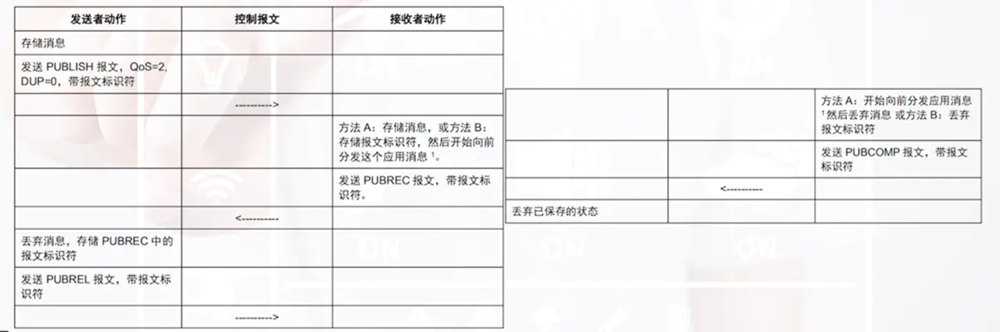 发送者动作 控制报文 接收者动作
存储消息
发送 PUBLISH 报文，QoS=2,
DUP=0，带报文标识符
---------->
方法 A：存储消息，或方法 B：
存储报文标识符，然后开始向前
分发这个应用消息 ¹。
发送 PUBREC 报文，带报文标
识符。
<----------
丢弃消息，存储 PUBREC 中的
报文标识符
发送 PUBREL 报文，带报文标
识符
---------->
方法 A：开始向前分发应用消息
¹ 然后丢弃消息 或方法 B：丢弃
报文标识符
发送 PUBCOMP 报文，带报文
标识符
<----------
丢弃已保存的状态
ON
ON
ON
ON
ON